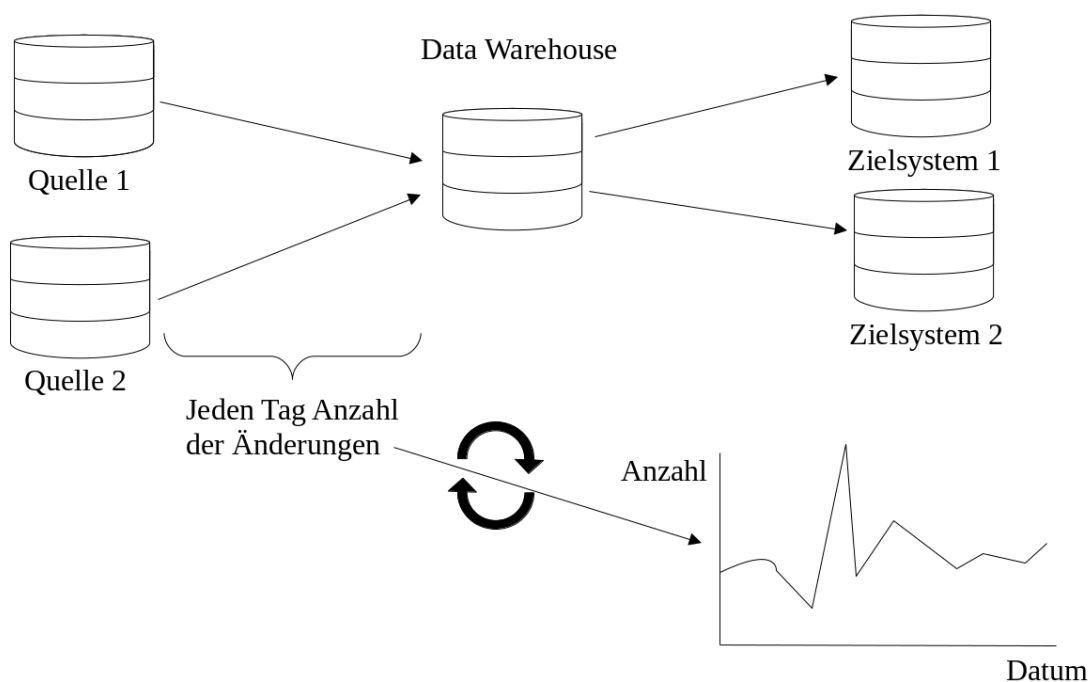 Data Warehouse
Quelle 1
Zielsystem 1
Quelle 2
Zielsystem 2
Jeden Tag Anzahl
der Änderungen
Anzahl
Datum